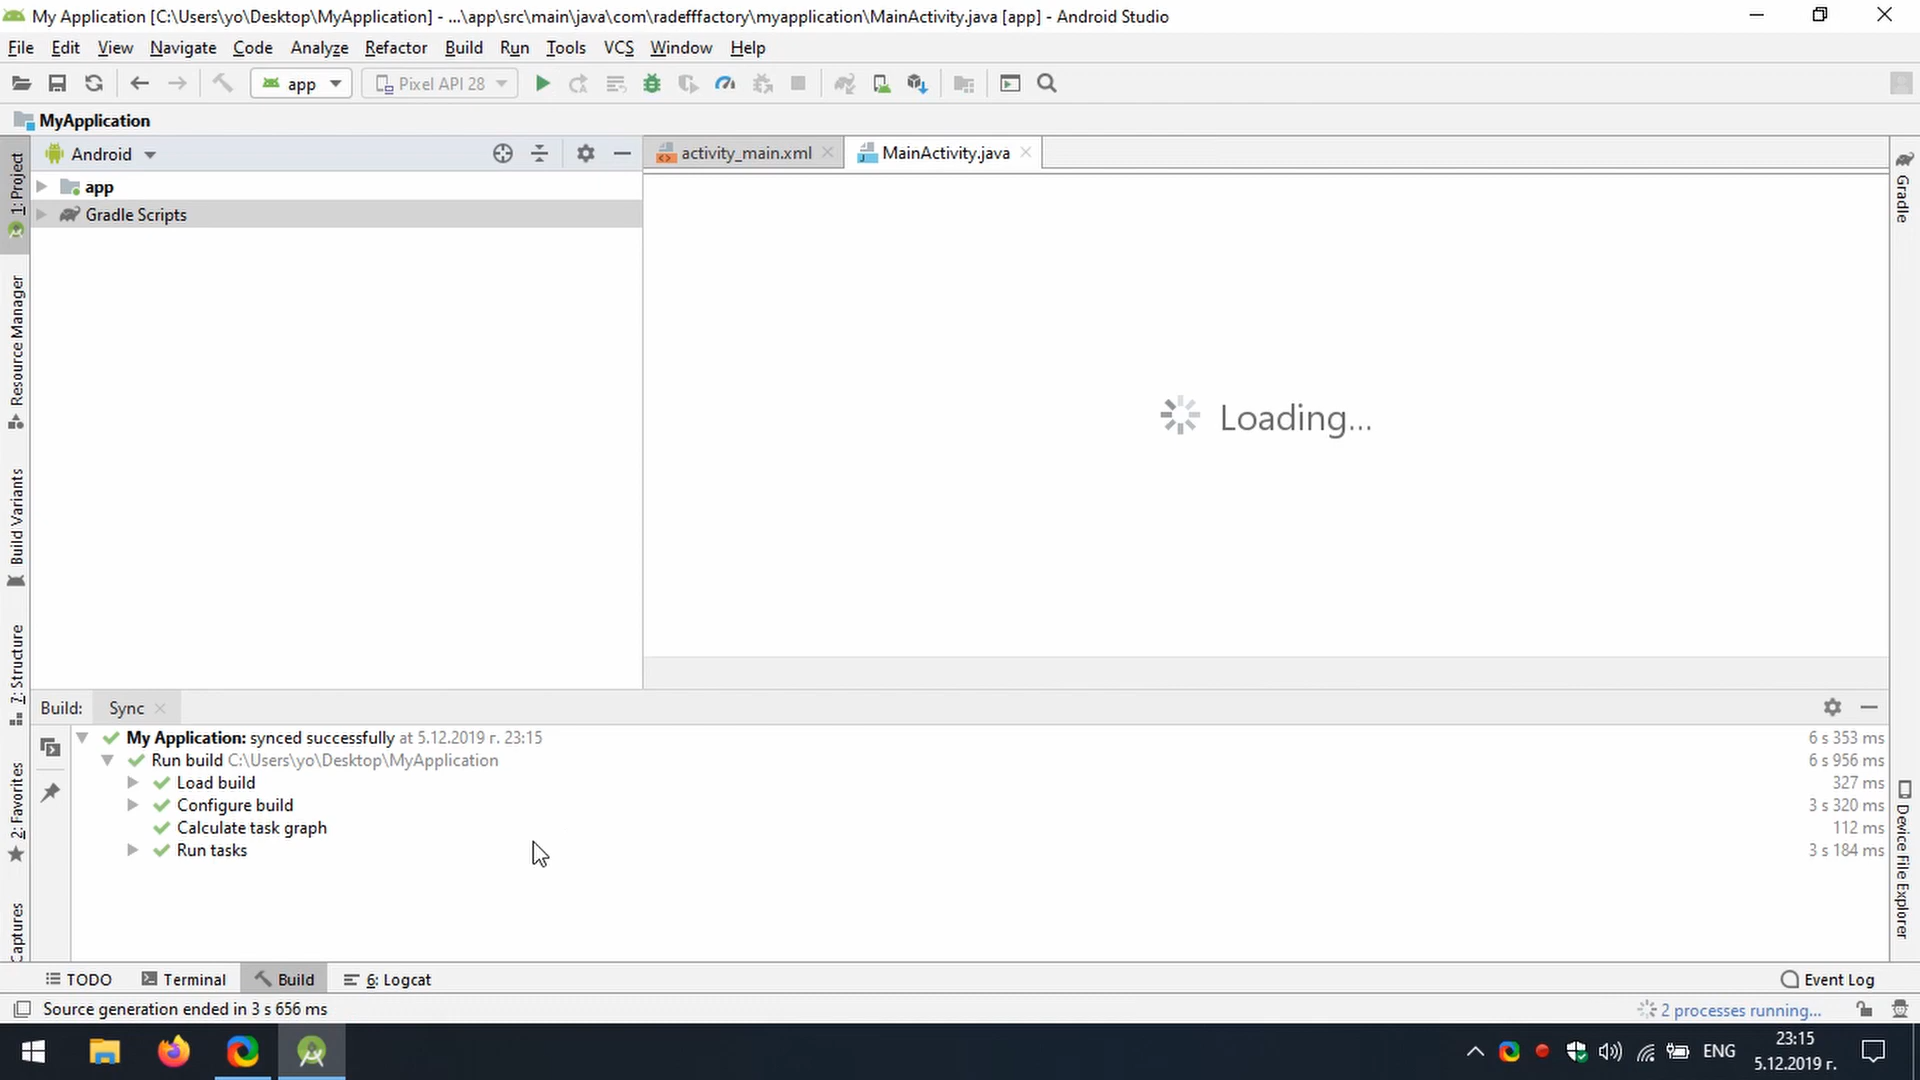 My Application [C:\Users\yo\Desktop\MyApplication] - ...\app\src\main\java\com\radefffactory\myapplication\MainActivity.java [app] - Android Studio
File Edit View Navigate Code Analyze Refactor Build Run Tools VCS Window Help
app Pixel API 28
MyApplication
Android activity_main.xml MainActivity.java
app
Gradle Scripts
1: Project
Resource Manager
Build Variants
7: Structure
2: Favorites
Captures
Gradle
Device File Explorer
Loading...
Build: Sync
My Application: synced successfully at 5.12.2019 г. 23:15 6 s 353 ms
Run build C:\Users\yo\Desktop\MyApplication 6 s 956 ms
Load build 327 ms
Configure build 3 s 320 ms
Calculate task graph 112 ms
Run tasks 3 s 184 ms
TODO Terminal Build 6: Logcat Event Log
Source generation ended in 3 s 656 ms 2 processes running...
ENG 23:15
5.12.2019 г.